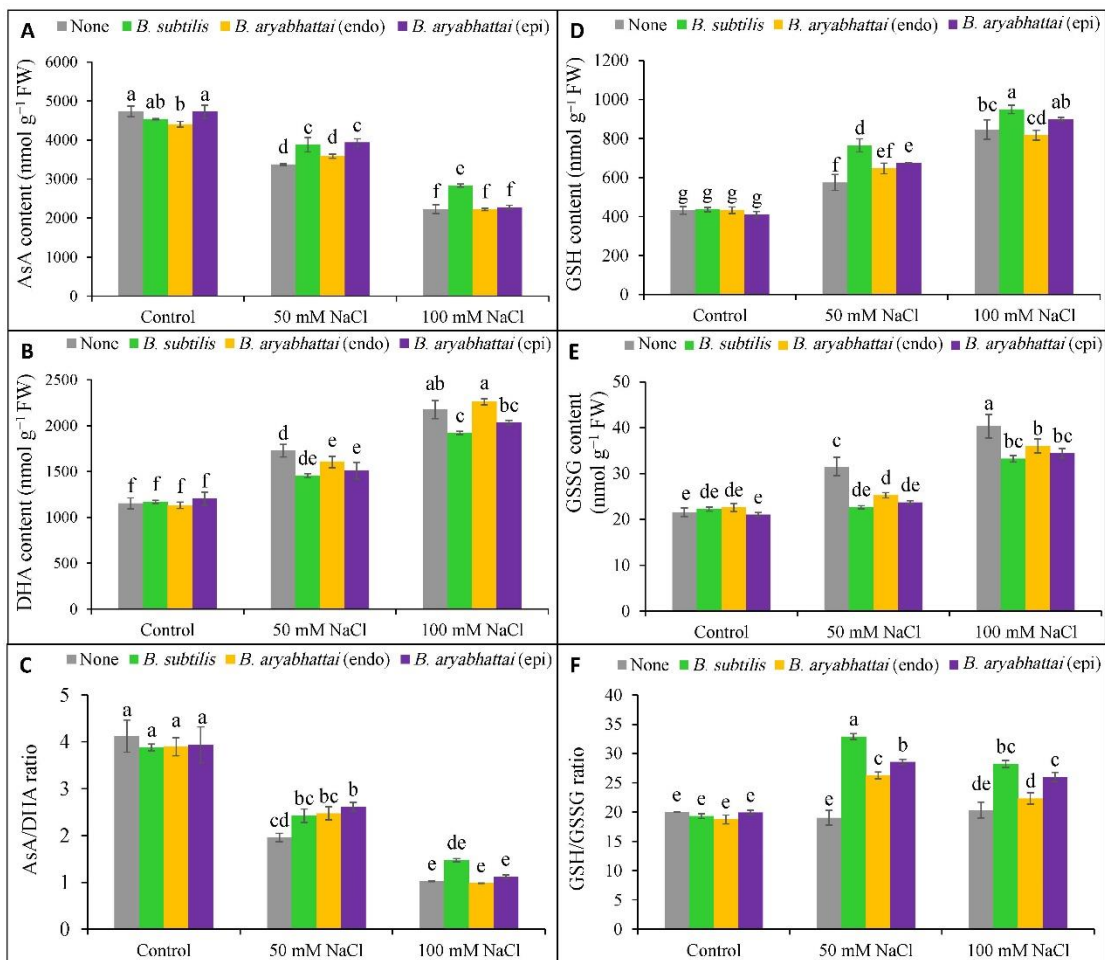 A
None B. subtilis B. aryabhattai (endo) B. aryabhattai (epi)
AsA content (nmol g⁻¹ FW)
6000
5000
4000
3000
2000
1000
0
a ab b a
d c d c
f e f f
Control 50 mM NaCl 100 mM NaCl
B
None B. subtilis B. aryabhattai (endo) B. aryabhattai (epi)
DHA content (nmol g⁻¹ FW)
2500
2000
1500
1000
500
0
f f f f
d de e e
ab c a bc
Control 50 mM NaCl 100 mM NaCl
C
None B. subtilis B. aryabhattai (endo) B. aryabhattai (epi)
AsA/DHA ratio
5
4
3
2
1
0
a a a a
cd bc bc b
e de e e
Control 50 mM NaCl 100 mM NaCl
D
None B. subtilis B. aryabhattai (endo) B. aryabhattai (epi)
GSH content (nmol g⁻¹ FW)
1200
1000
800
600
400
200
0
g g g g
f d ef e
bc a cd ab
Control 50 mM NaCl 100 mM NaCl
E
None B. subtilis B. aryabhattai (endo) B. aryabhattai (epi)
GSSG content
(nmol g⁻¹ FW)
50
40
30
20
10
0
e de de e
c de d de
a bc b bc
Control 50 mM NaCl 100 mM NaCl
F
None B. subtilis B. aryabhattai (endo) B. aryabhattai (epi)
GSH/GSSG ratio
40
35
30
25
20
15
10
5
0
e e e e
e a c b
de bc d c
Control 50 mM NaCl 100 mM NaCl